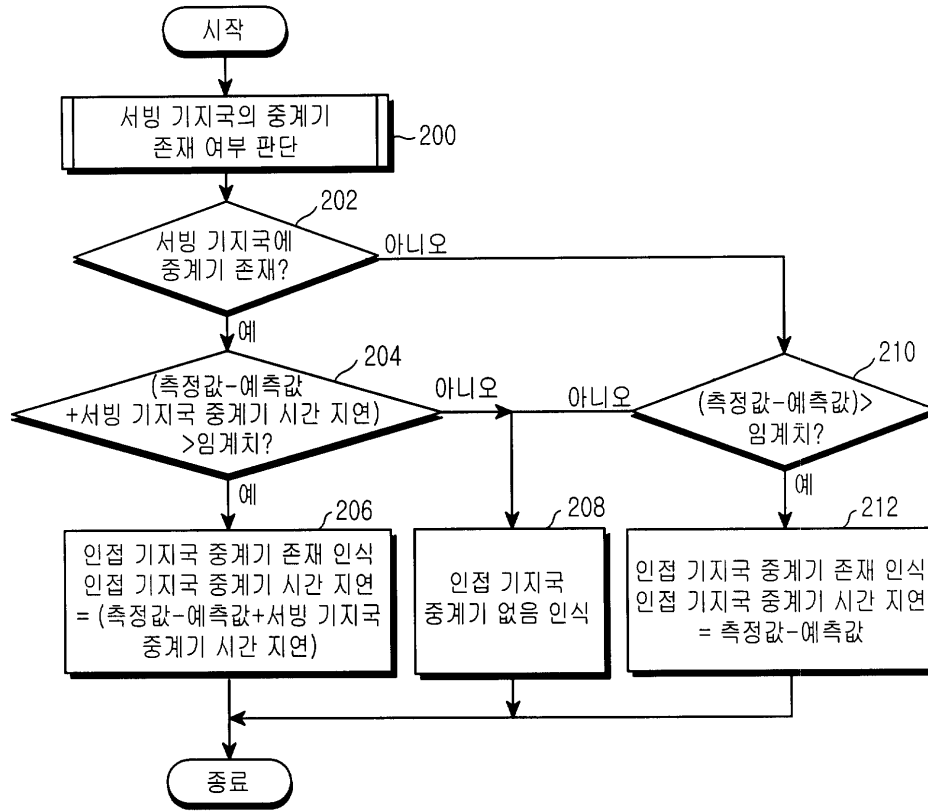 시작
서빙 기지국의 중계기
존재 여부 판단
200
202
서빙 기지국에
중계기 존재?
아니오
예
204
(측정값-예측값
+서빙 기지국 중계기 시간 지연)
>임계치?
아니오
예
210
(측정값-예측값)>
임계치?
아니오
예
206
인접 기지국 중계기 존재 인식
인접 기지국 중계기 시간 지연
= (측정값-예측값+서빙 기지국
중계기 시간 지연)
208
인접 기지국
중계기 없음 인식
212
인접 기지국 중계기 존재 인식
인접 기지국 중계기 시간 지연
= 측정값-예측값
종료